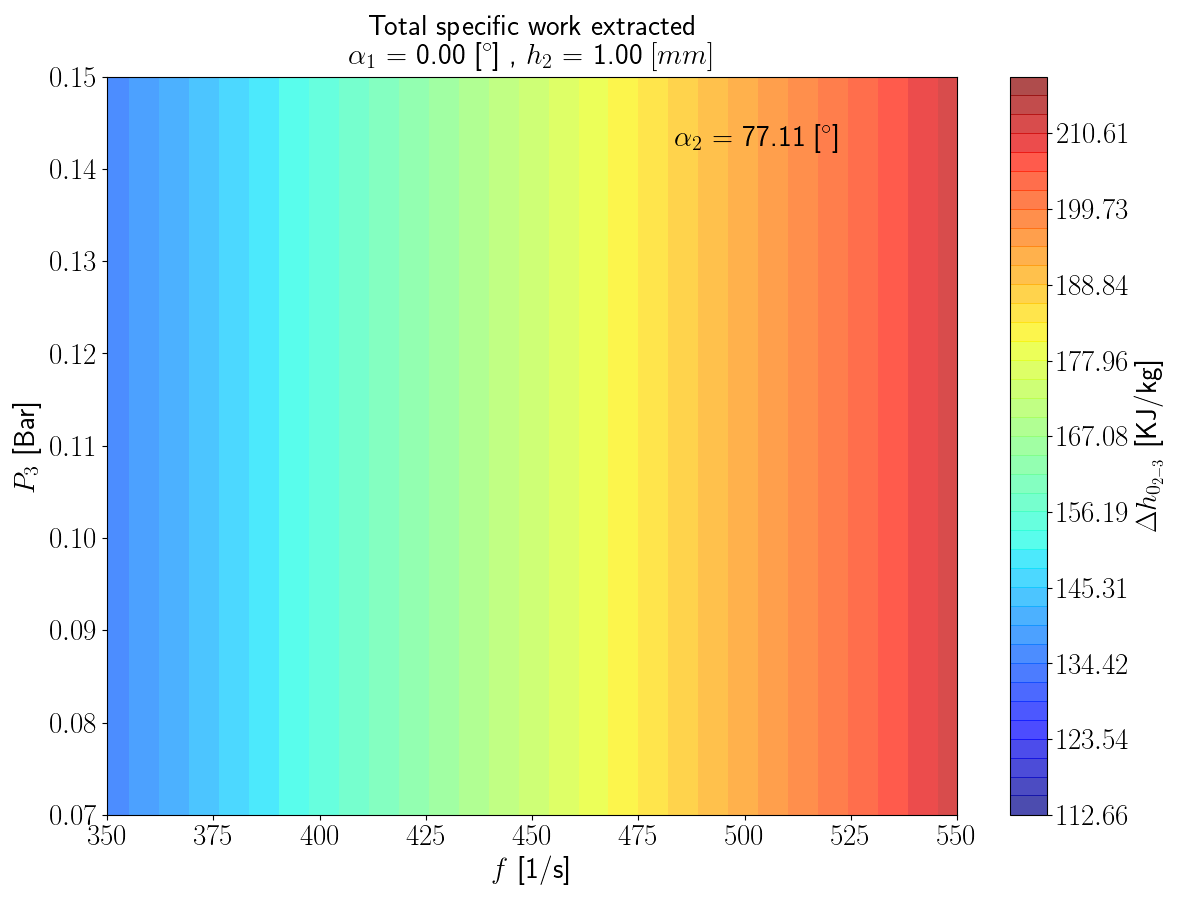 Total specific work extracted
α₁ = 0.00 [°] , h₂ = 1.00 [mm]
α₂ = 77.11 [°]
P₃ [Bar]
0.15
0.14
0.13
0.12
0.11
0.10
0.09
0.08
0.07
350 375 400 425 450 475 500 525 550
f [1/s]
210.61
199.73
188.84
177.96
167.08
156.19
145.31
134.42
123.54
112.66
Δh₀₂₋₃ [KJ/kg]